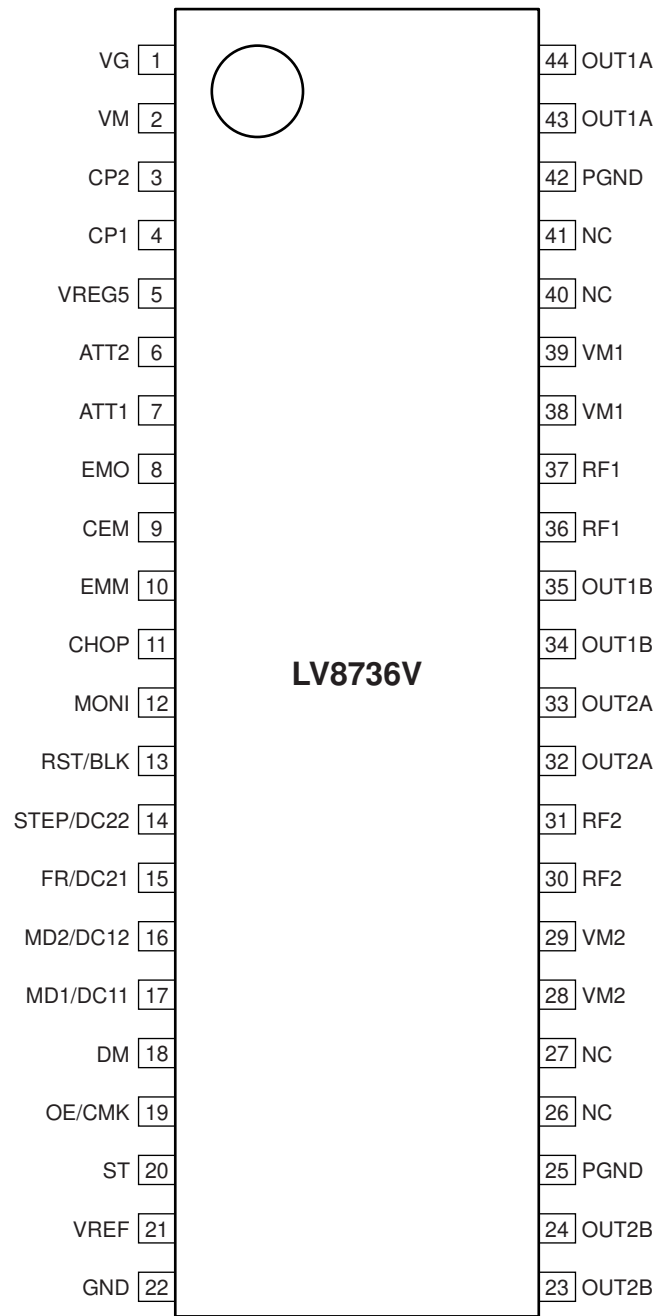 VG 1 44 OUT1A
VM 2 43 OUT1A
CP2 3 42 PGND
CP1 4 41 NC
VREG5 5 40 NC
ATT2 6 39 VM1
ATT1 7 38 VM1
EMO 8 37 RF1
CEM 9 36 RF1
EMM 10 35 OUT1B
CHOP 11 34 OUT1B
LV8736V
MONI 12 33 OUT2A
RST/BLK 13 32 OUT2A
STEP/DC22 14 31 RF2
FR/DC21 15 30 RF2
MD2/DC12 16 29 VM2
MD1/DC11 17 28 VM2
DM 18 27 NC
OE/CMK 19 26 NC
ST 20 25 PGND
VREF 21 24 OUT2B
GND 22 23 OUT2B